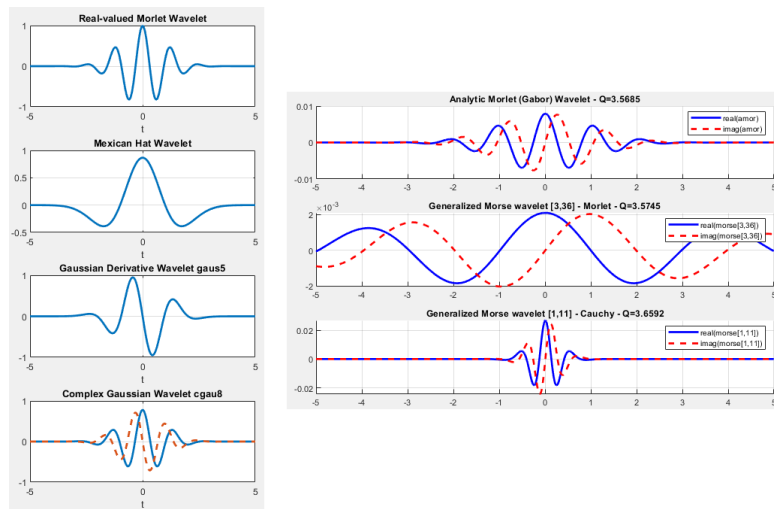 Real-valued Morlet Wavelet
1
0
-1
-5
0
5
t
Mexican Hat Wavelet
1
0.5
0
-0.5
-5
0
5
t
Gaussian Derivative Wavelet gaus5
1
0
-1
-5
0
5
t
Complex Gaussian Wavelet cgau8
1
0
-1
-5
0
5
t
Analytic Morlet (Gabor) Wavelet - Q=3.5685
0.01
0
-0.01
real(amor)
imag(amor)
-5 -4 -3 -2 -1 0 1 2 3 4 5
×10⁻³ Generalized Morse wavelet [3,36] - Morlet - Q=3.5745
2
0
-2
real(morse[3,36])
imag(morse[3,36])
-5 -4 -3 -2 -1 0 1 2 3 4 5
Generalized Morse wavelet [1,11] - Cauchy - Q=3.6592
0.02
0
-0.02
real(morse[1,11])
imag(morse[1,11])
-5 -4 -3 -2 -1 0 1 2 3 4 5